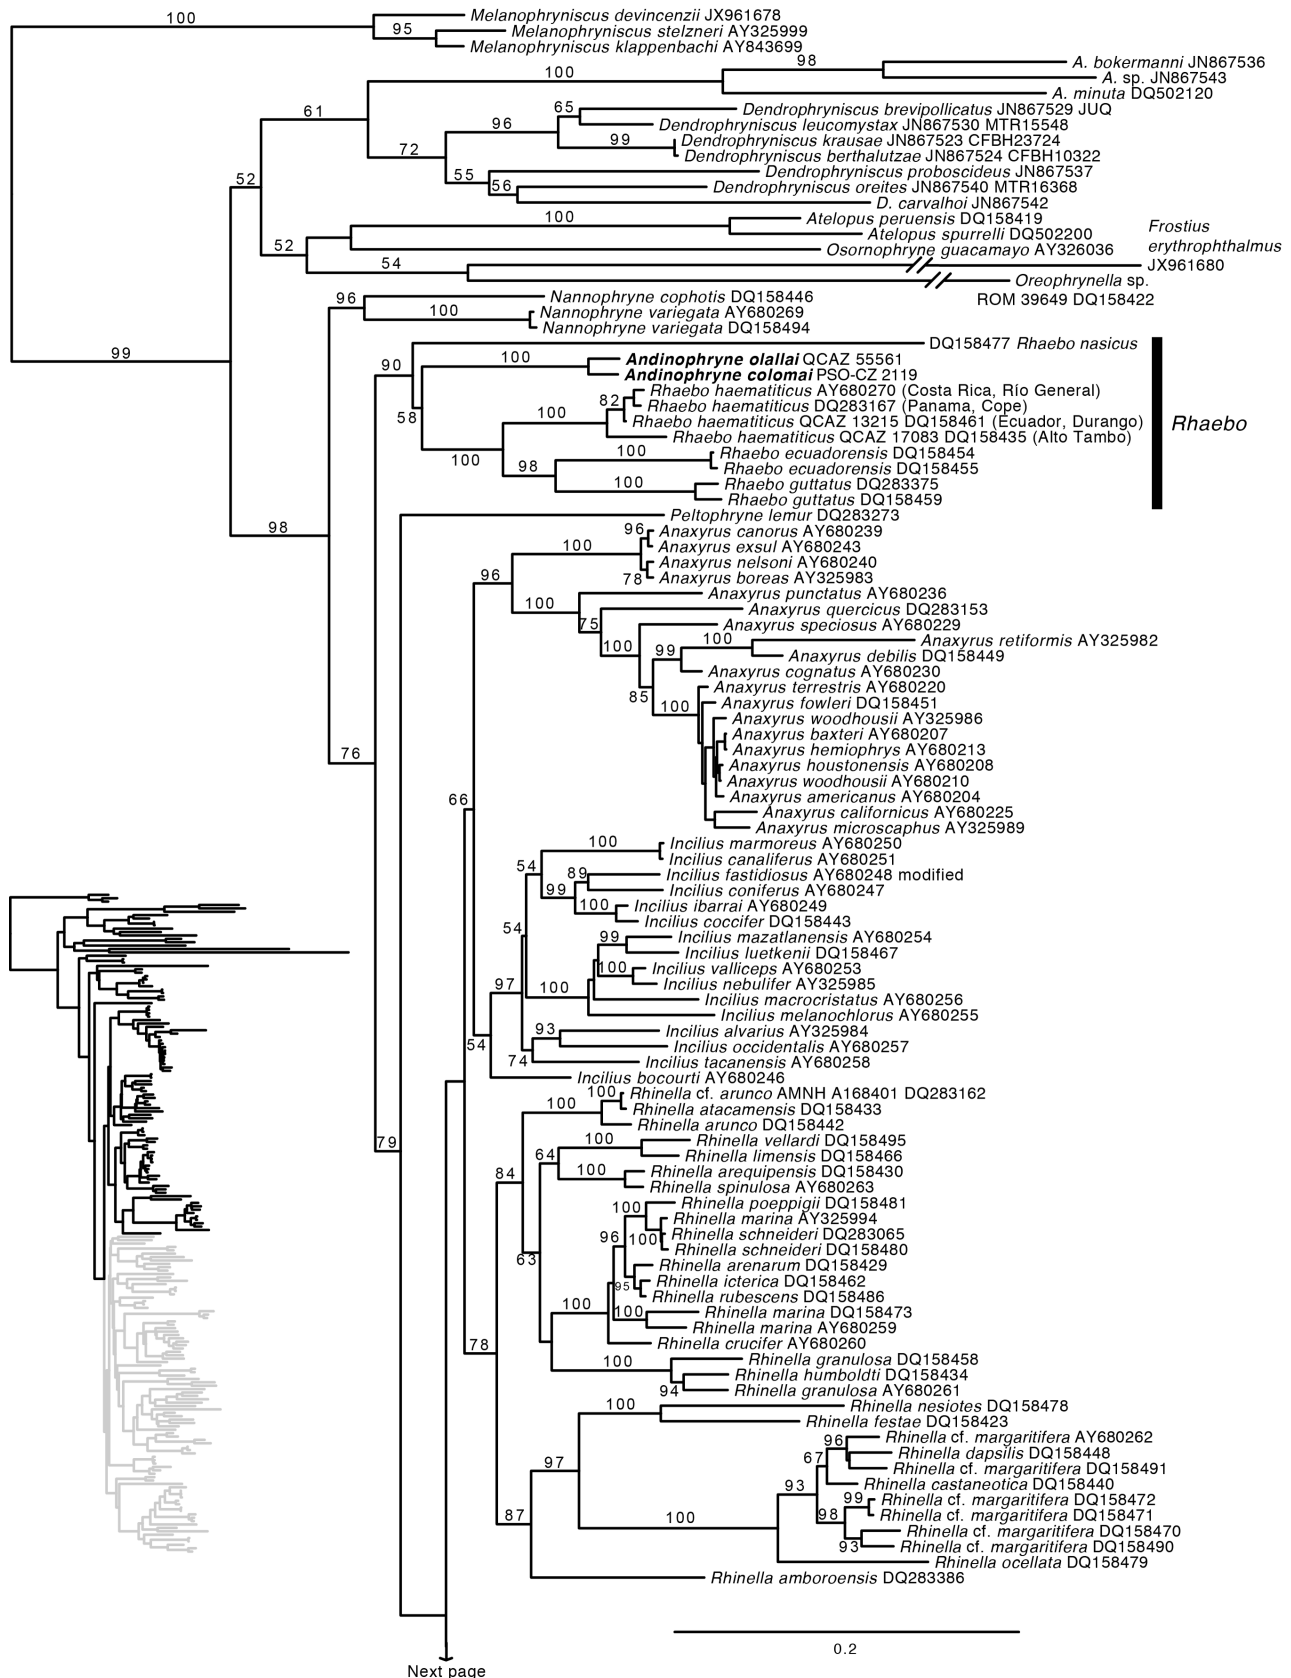 100
Melanophryniscus devincenzii JX961678
95
Melanophryniscus stelzneri AY325999
Melanophryniscus klappenbachi AY843699
98
A. bokermanni JN867536
100
A. sp. JN867543
A. minuta DQ502120
61
65
Dendrophryniscus brevipollicatus JN867529 JUQ
96
Dendrophryniscus leucomystax JN867530 MTR15548
99
Dendrophryniscus krausae JN867523 CFBH23724
72
Dendrophryniscus berthalutzae JN867524 CFBH10322
55
Dendrophryniscus proboscideus JN867537
52
56
Dendrophryniscus oreites JN867540 MTR16368
D. carvalhoi JN867542
100
Atelopus peruensis DQ158419
Atelopus spurrelli DQ502200
52
Osornophryne guacamayo AY326036
Frostius
erythrophthalmus
JX961680
54
Oreophrynella sp.
ROM 39649 DQ158422
96
Nannophryne cophotis DQ158446
100
Nannophryne variegata AY680269
Nannophryne variegata DQ158494
99
DQ158477 Rhaebo nasicus
90
100
Andinophryne olallai QCAZ 55561
Andinophryne colomai PSO-CZ 2119
Rhaebo haematiticus AY680270 (Costa Rica, Río General)
82
Rhaebo haematiticus DQ283167 (Panama, Cope)
58
100
Rhaebo haematiticus QCAZ 13215 DQ158461 (Ecuador, Durango)
Rhaebo
Rhaebo haematiticus QCAZ 17083 DQ158435 (Alto Tambo)
100
100
Rhaebo ecuadorensis DQ158454
98
Rhaebo ecuadorensis DQ158455
100
Rhaebo guttatus DQ283375
Rhaebo guttatus DQ158459
98
Peltophryne lemur DQ283273
96
Anaxyrus canorus AY680239
100
Anaxyrus exsul AY680243
Anaxyrus nelsoni AY680240
96
78
Anaxyrus boreas AY325983
100
Anaxyrus punctatus AY680236
Anaxyrus quercicus DQ283153
75
Anaxyrus speciosus AY680229
100
100
Anaxyrus retiformis AY325982
99
Anaxyrus debilis DQ158449
Anaxyrus cognatus AY680230
85
Anaxyrus terrestris AY680220
100
Anaxyrus fowleri DQ158451
Anaxyrus woodhousii AY325986
Anaxyrus baxteri AY680207
76
Anaxyrus hemiophrys AY680213
Anaxyrus houstonensis AY680208
Anaxyrus woodhousii AY680210
66
Anaxyrus americanus AY680204
Anaxyrus californicus AY680225
Anaxyrus microscaphus AY325989
100
Incilius marmoreus AY680250
54
Incilius canaliferus AY680251
89
Incilius fastidiosus AY680248 modified
99
Incilius coniferus AY680247
100
Incilius ibarrai AY680249
Incilius coccifer DQ158443
54
99
Incilius mazatlanensis AY680254
Incilius luetkenii DQ158467
100
Incilius valliceps AY680253
97
100
Incilius nebulifer AY325985
Incilius macrocristatus AY680256
Incilius melanochlorus AY680255
93
Incilius alvarius AY325984
54
Incilius occidentalis AY680257
74
Incilius tacanensis AY680258
Incilius bocourti AY680246
100
Rhinella cf. arunco AMNH A168401 DQ283162
100
Rhinella atacamensis DQ158433
Rhinella arunco DQ158442
79
100
Rhinella vellardi DQ158495
64
Rhinella limensis DQ158466
84
100
Rhinella arequipensis DQ158430
Rhinella spinulosa AY680263
100
Rhinella poeppigii DQ158481
Rhinella marina AY325994
96
100
Rhinella schneideri DQ283065
Rhinella schneideri DQ158480
63
Rhinella arenarum DQ158429
95
Rhinella icterica DQ158462
Rhinella rubescens DQ158486
100
100
Rhinella marina DQ158473
Rhinella marina AY680259
78
Rhinella crucifer AY680260
100
Rhinella granulosa DQ158458
Rhinella humboldti DQ158434
94
Rhinella granulosa AY680261
100
Rhinella nesiotes DQ158478
Rhinella festae DQ158423
96
Rhinella cf. margaritifera AY680262
67
Rhinella dapsilis DQ158448
97
Rhinella cf. margaritifera DQ158491
93
Rhinella castaneotica DQ158440
99
Rhinella cf. margaritifera DQ158472
87
100
98
Rhinella cf. margaritifera DQ158471
Rhinella cf. margaritifera DQ158470
93
Rhinella cf. margaritifera DQ158490
Rhinella ocellata DQ158479
Rhinella amboroensis DQ283386
0.2
Next page